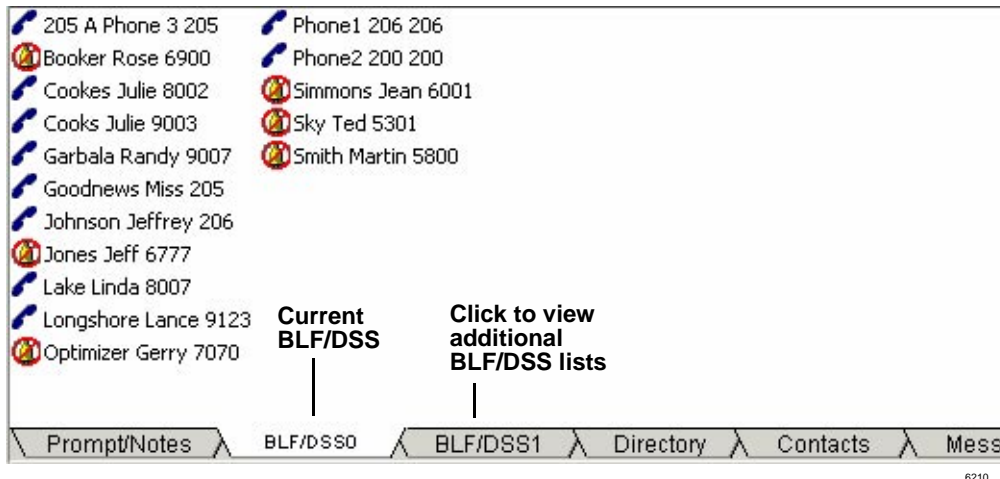 205 A Phone 3 205
Booker Rose 6900
Cookes Julie 8002
Cooks Julie 9003
Garbala Randy 9007
Goodnews Miss 205
Johnson Jeffrey 206
Jones Jeff 6777
Lake Linda 8007
Longshore Lance 9123
Optimizer Gerry 7070
Phone1 206 206
Phone2 200 200
Simmons Jean 6001
Sky Ted 5301
Smith Martin 5800
Current
BLF/DSS
Click to view
additional
BLF/DSS lists
Prompt/Notes
BLF/DSS0
BLF/DSS1
Directory
Contacts
Mess
6210